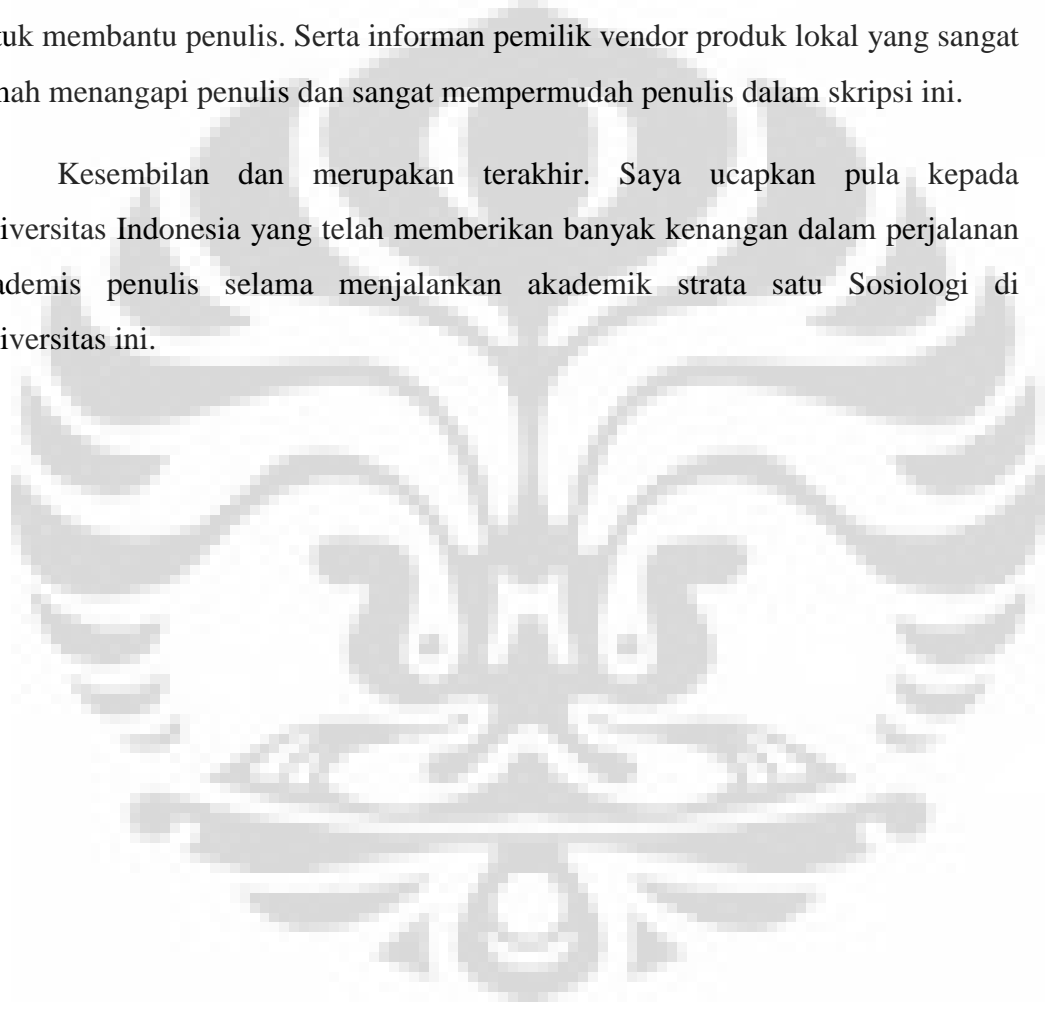 tuk membantu penulis. Serta informan pemilik vendor produk lokal yang sangat
mah menangapi penulis dan sangat mempermudah penulis dalam skripsi ini.
Kesembilan dan merupakan terakhir. Saya ucapkan pula kepada
iversitas Indonesia yang telah memberikan banyak kenangan dalam perjalanan
ademis penulis selama menjalankan akademik strata satu Sosiologi di
iversitas ini.